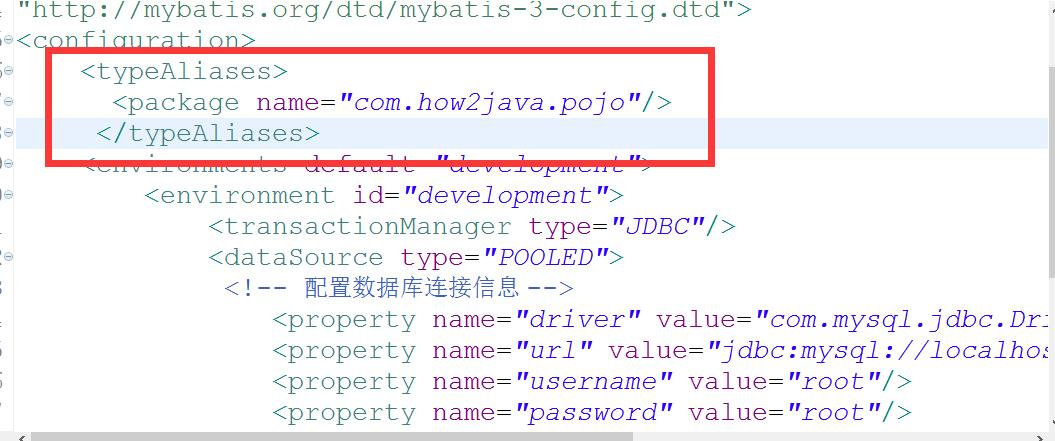 "http://mybatis.org/dtd/mybatis-3-config.dtd">
<configuration>
<typeAliases>
<package name="com.how2java.pojo"/>
</typeAliases>
<environments default="development">
<environment id="development">
<transactionManager type="JDBC"/>
<dataSource type="POOLED">
<!-- 配置数据库连接信息 -->
<property name="driver" value="com.mysql.jdbc.Dri
<property name="url" value="jdbc:mysql://localhos
<property name="username" value="root"/>
<property name="password" value="root"/>